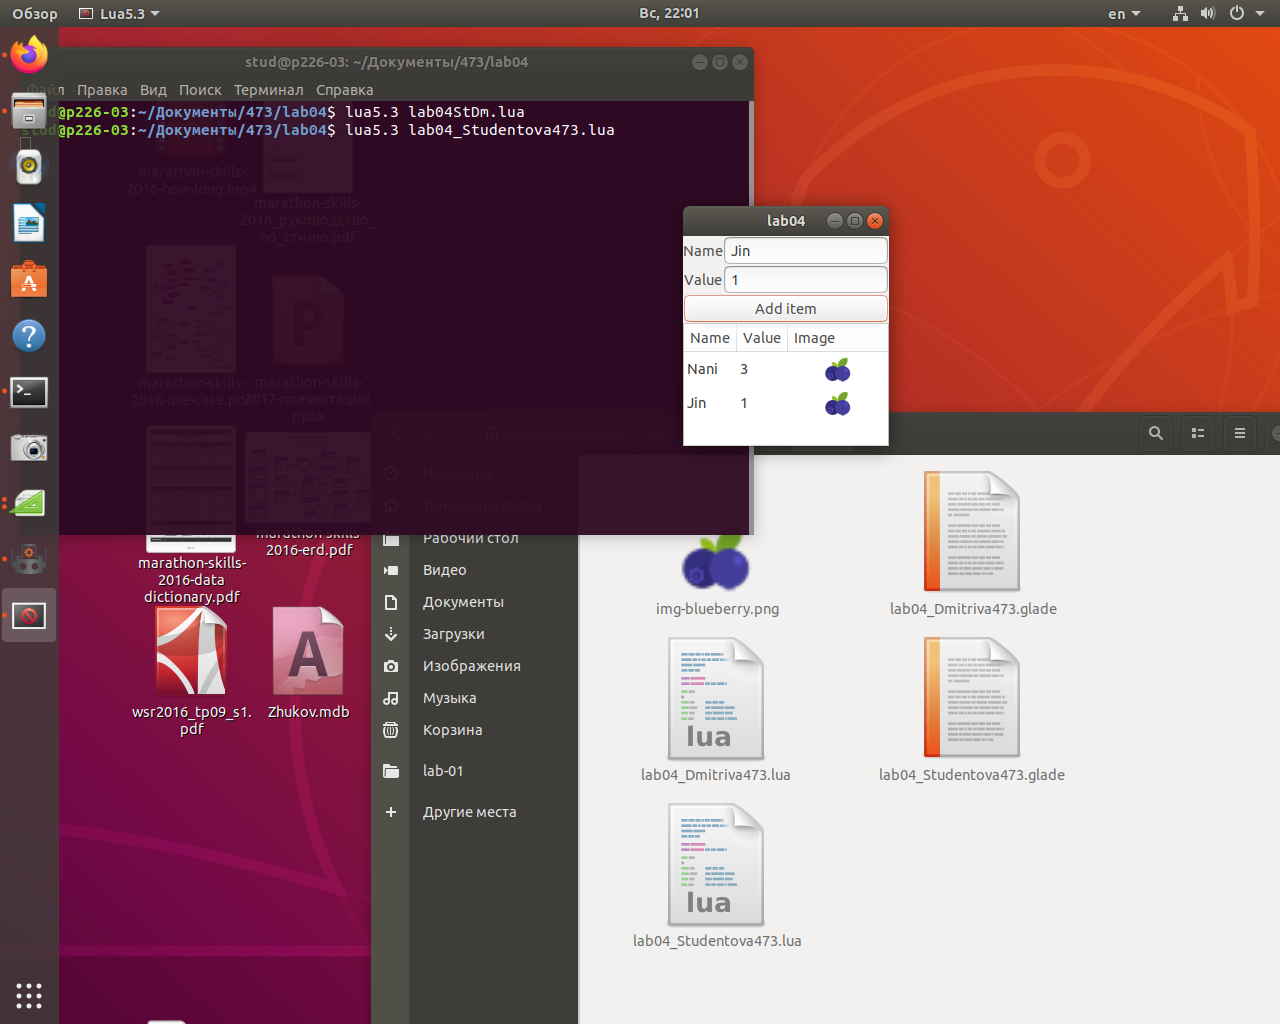 Обзор
Lua5.3
Вс, 22:01
en
stud@p226-03: ~/Документы/473/lab04
Файл Правка Вид Поиск Терминал Справка
stud@p226-03:~/Документы/473/lab04$ lua5.3 lab04StDm.lua
stud@p226-03:~/Документы/473/lab04$ lua5.3 lab04_Studentova473.lua
marathon-skills-
2016-how-long.mp4
marathon-skills-
2016_руководство_
по_стилю.pdf
marathon-skills-
2016-use-case.pdf
marathon-skills-
2017-презентация.
ppsx
marathon-skills-
2016-data
dictionary.pdf
marathon-skills-
2016-erd.pdf
wsr2016_tp09_s1.
pdf
Zhukov.mdb
lab04
Name Jin
Value 1
Add item
Name Value Image
Nani 3
Jin 1
Домашняя папка
Недавние
Домашняя папка
Рабочий стол
Видео
Документы
Загрузки
Изображения
Музыка
Корзина
lab-01
Другие места
img-blueberry.png
lab04_Dmitriva473.glade
lua
lab04_Dmitriva473.lua
lab04_Studentova473.glade
lua
lab04_Studentova473.lua